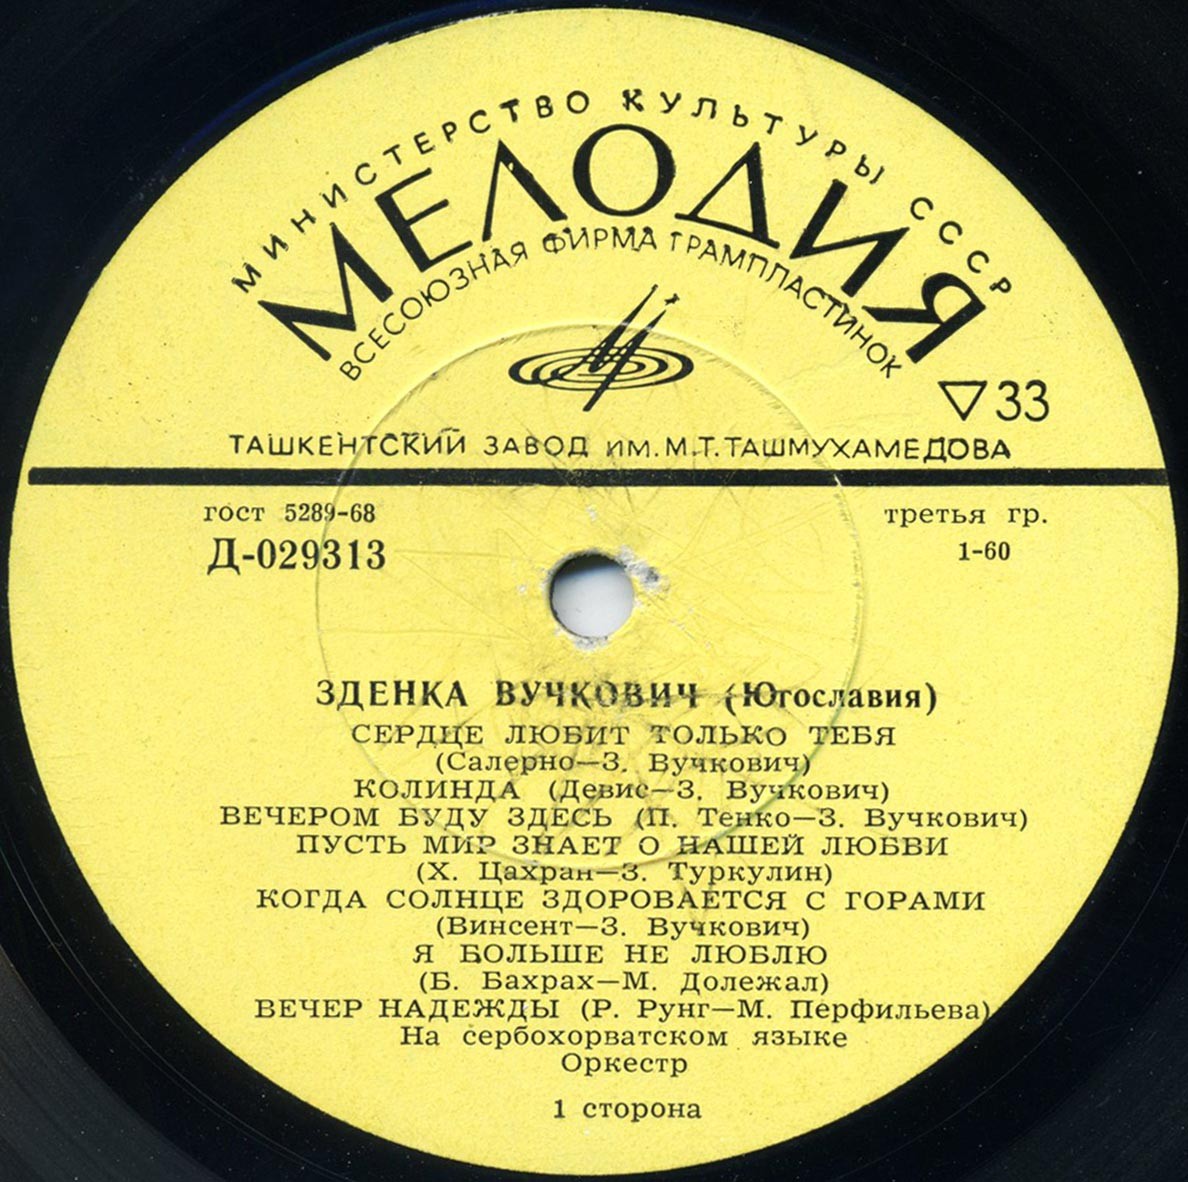 МИНИСТЕРСТВО КУЛЬТУРЫ СССР
МЕЛОДИЯ
ВСЕСОЮЗНАЯ ФИРМА ГРАМПЛАСТИНОК
▽33
ТАШКЕНТСКИЙ ЗАВОД ИМ. М.Т. ТАШМУХАМЕДОВА
гост 5289-68
третья гр.
Д-029313
1-60
ЗДЕНКА ВУЧКОВИЧ (Югославия)
СЕРДЦЕ ЛЮБИТ ТОЛЬКО ТЕБЯ
(Салерно—З. Вучкович)
КОЛИНДА (Девис—З. Вучкович)
ВЕЧЕРОМ БУДУ ЗДЕСЬ (П. Тенко—З. Вучкович)
ПУСТЬ МИР ЗНАЕТ О НАШЕЙ ЛЮБВИ
(Х. Цахран—З. Туркулин)
КОГДА СОЛНЦЕ ЗДОРОВАЕТСЯ С ГОРАМИ
(Винсент—З. Вучкович)
Я БОЛЬШЕ НЕ ЛЮБЛЮ
(Б. Бахрах—М. Долежал)
ВЕЧЕР НАДЕЖДЫ (Р. Рунг—М. Перфильева)
На сербохорватском языке
Оркестр
1 сторона